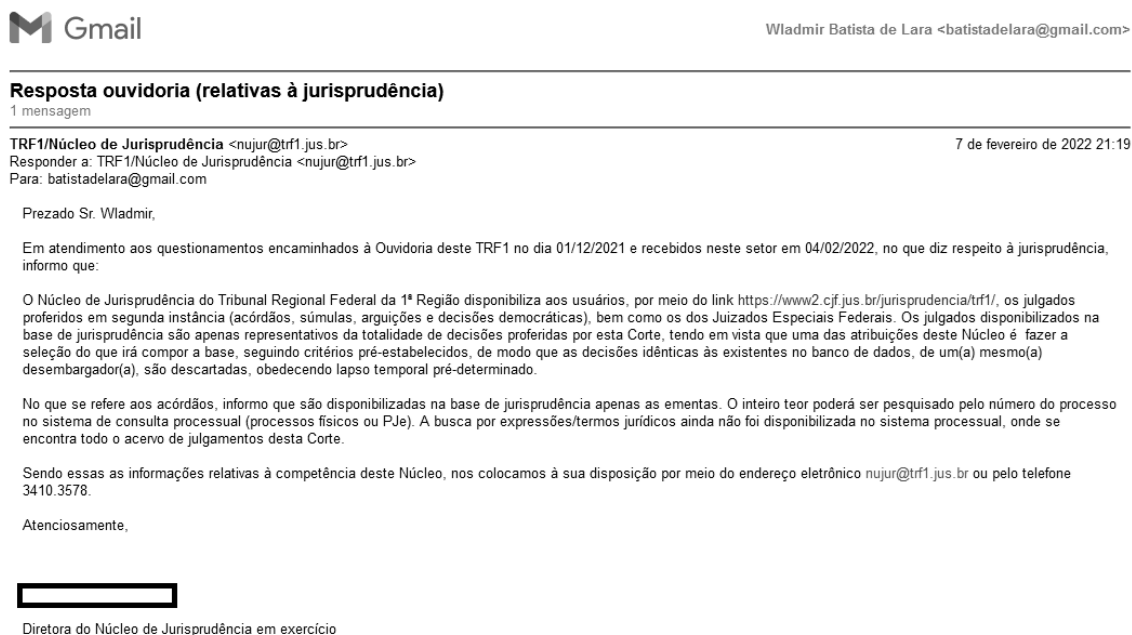 Gmail
Wladmir Batista de Lara <batistadelara@gmail.com>
Resposta ouvidoria (relativas à jurisprudência)
1 mensagem
TRF1/Núcleo de Jurisprudência <nujur@trf1.jus.br>
7 de fevereiro de 2022 21:19
Responder a: TRF1/Núcleo de Jurisprudência <nujur@trf1.jus.br>
Para: batistadelara@gmail.com
Prezado Sr. Wladmir,
Em atendimento aos questionamentos encaminhados à Ouvidoria deste TRF1 no dia 01/12/2021 e recebidos neste setor em 04/02/2022, no que diz respeito à jurisprudência,
informo que:
O Núcleo de Jurisprudência do Tribunal Regional Federal da 1ª Região disponibiliza aos usuários, por meio do link https://www2.cjf.jus.br/jurisprudencia/trf1/, os julgados
proferidos em segunda instância (acórdãos, súmulas, arguições e decisões democráticas), bem como os dos Juizados Especiais Federais. Os julgados disponibilizados na
base de jurisprudência são apenas representativos da totalidade de decisões proferidas por esta Corte, tendo em vista que uma das atribuições deste Núcleo é fazer a
seleção do que irá compor a base, seguindo critérios pré-estabelecidos, de modo que as decisões idênticas às existentes no banco de dados, de um(a) mesmo(a)
desembargador(a), são descartadas, obedecendo lapso temporal pré-determinado.
No que se refere aos acórdãos, informo que são disponibilizadas na base de jurisprudência apenas as ementas. O inteiro teor poderá ser pesquisado pelo número do processo
no sistema de consulta processual (processos físicos ou PJe). A busca por expressões/termos jurídicos ainda não foi disponibilizada no sistema processual, onde se
encontra todo o acervo de julgamentos desta Corte.
Sendo essas as informações relativas à competência deste Núcleo, nos colocamos à sua disposição por meio do endereço eletrônico nujur@trf1.jus.br ou pelo telefone
3410.3578.
Atenciosamente,
Diretora do Núcleo de Jurisprudência em exercício